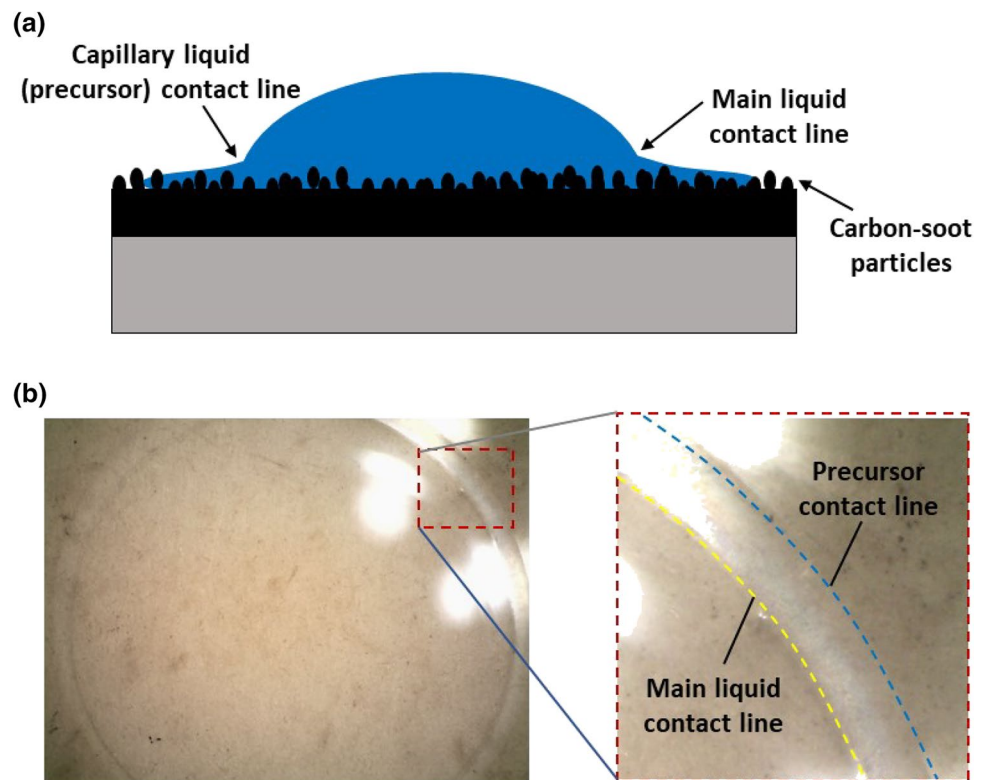 (a)
Capillary liquid
(precursor) contact line
Main liquid
contact line
Carbon-soot
particles
(b)
Precursor
contact line
Main liquid
contact line